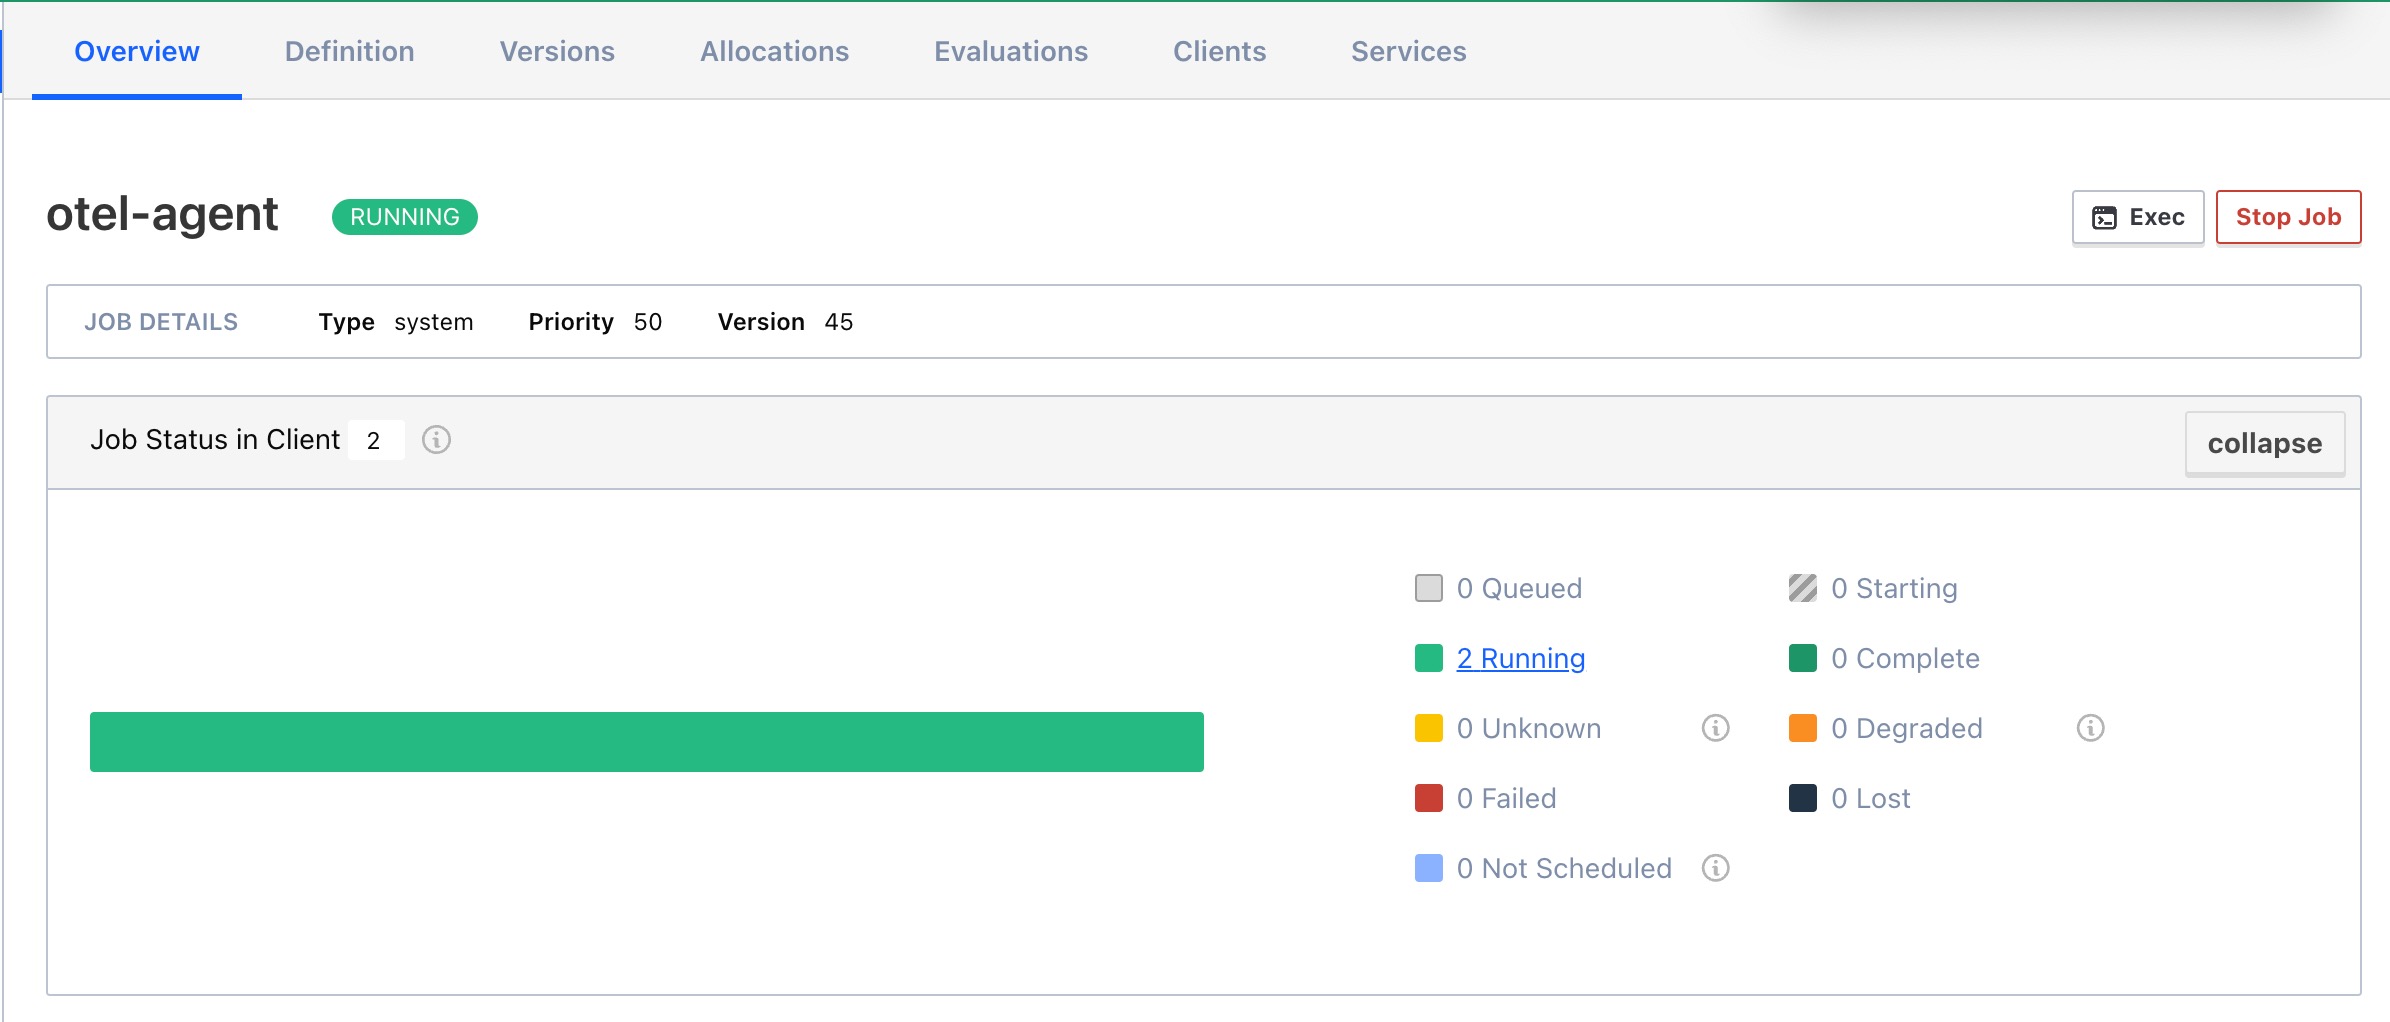 Overview Definition Versions Allocations Evaluations Clients Services
otel-agent RUNNING Exec Stop Job
JOB DETAILS Type system Priority 50 Version 45
Job Status in Client 2 collapse
0 Queued 0 Starting
2 Running 0 Complete
0 Unknown 0 Degraded
0 Failed 0 Lost
0 Not Scheduled